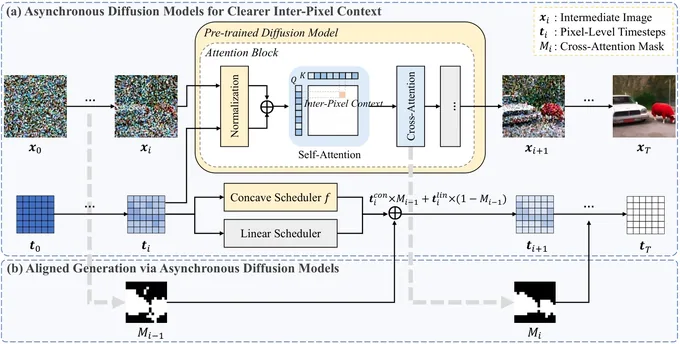 (a) Asynchronous Diffusion Models for Clearer Inter-Pixel Context
x_i : Intermediate Image
t_i : Pixel-Level Timesteps
M_i : Cross-Attention Mask
Pre-trained Diffusion Model
Attention Block
Normalization
Q
K
Inter-Pixel Context
Self-Attention
Cross-Attention
...
...
...
...
x_0
x_i
x_{i+1}
x_T
Concave Scheduler f
Linear Scheduler
t_i^{con}×M_{i−1} + t_i^{lin}×(1 − M_{i−1})
...
...
t_0
t_i
t_{i+1}
t_T
(b) Aligned Generation via Asynchronous Diffusion Models
M_{i−1}
M_i